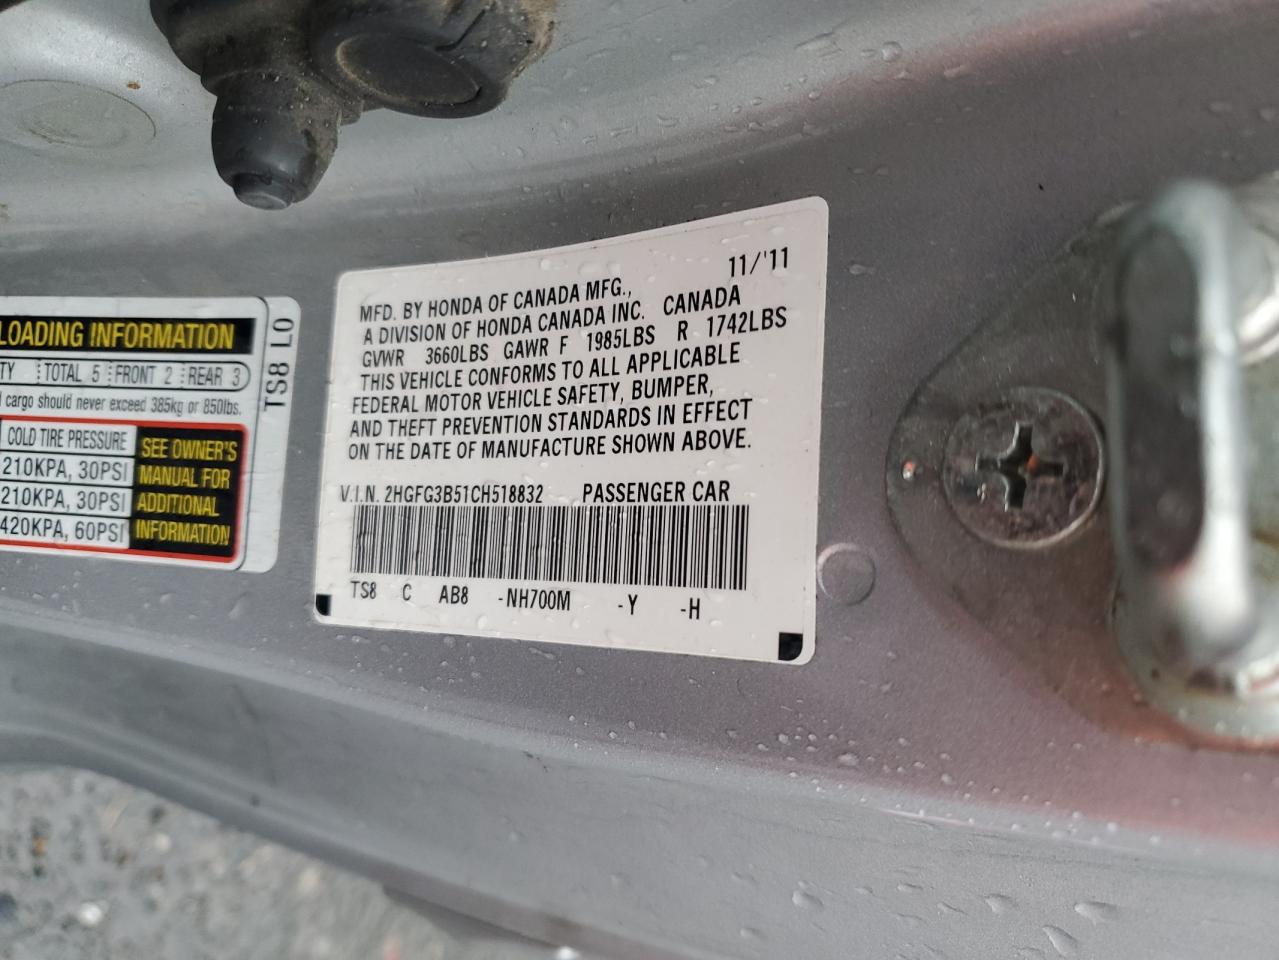 LOADING INFORMATION
TY TOTAL 5 FRONT 2 REAR 3
cargo should never exceed 385kg or 850lbs.
COLD TIRE PRESSURE
210KPA, 30PSI
210KPA, 30PSI
420KPA, 60PSI
SEE OWNER'S
MANUAL FOR
ADDITIONAL
INFORMATION
TS8 L0
11/'11
MFD. BY HONDA OF CANADA MFG.,
A DIVISION OF HONDA CANADA INC. CANADA
GVWR 3660LBS GAWR F 1985LBS R 1742LBS
THIS VEHICLE CONFORMS TO ALL APPLICABLE
FEDERAL MOTOR VEHICLE SAFETY, BUMPER,
AND THEFT PREVENTION STANDARDS IN EFFECT
ON THE DATE OF MANUFACTURE SHOWN ABOVE.
V.I.N. 2HGFG3B51CH518832 PASSENGER CAR
TS8 C AB8 -NH700M -Y -H